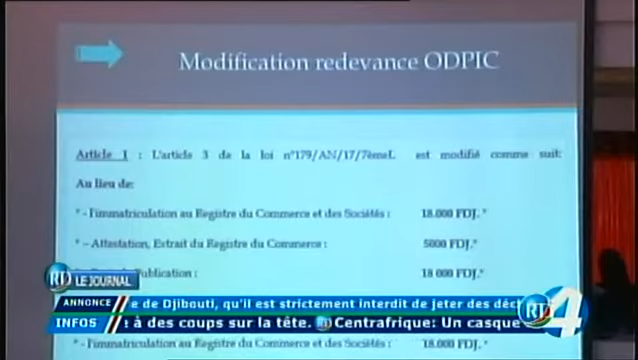 Modification redevance ODPIC
Article 1 : L'article 3 de la loi n°179/AN/17/7èmeL est modifié comme suit:
Au lieu de:
" - l'immatriculation au Registre du Commerce et des Sociétés : 18.000 FDJ. "
" - Attestation, Extrait du Registre du Commerce : 5000 FDJ. "
Publication : 18 000 FDJ. "
RTD LE JOURNAL
ANNONCE e de Djibouti, qu'il est strictement interdit de jeter des déc
INFOS : à des coups sur la tête. Centrafrique: Un casque
RTD 4
" - l'immatriculation au Registre du Commerce et des Sociétés : 18.000 FDJ. "